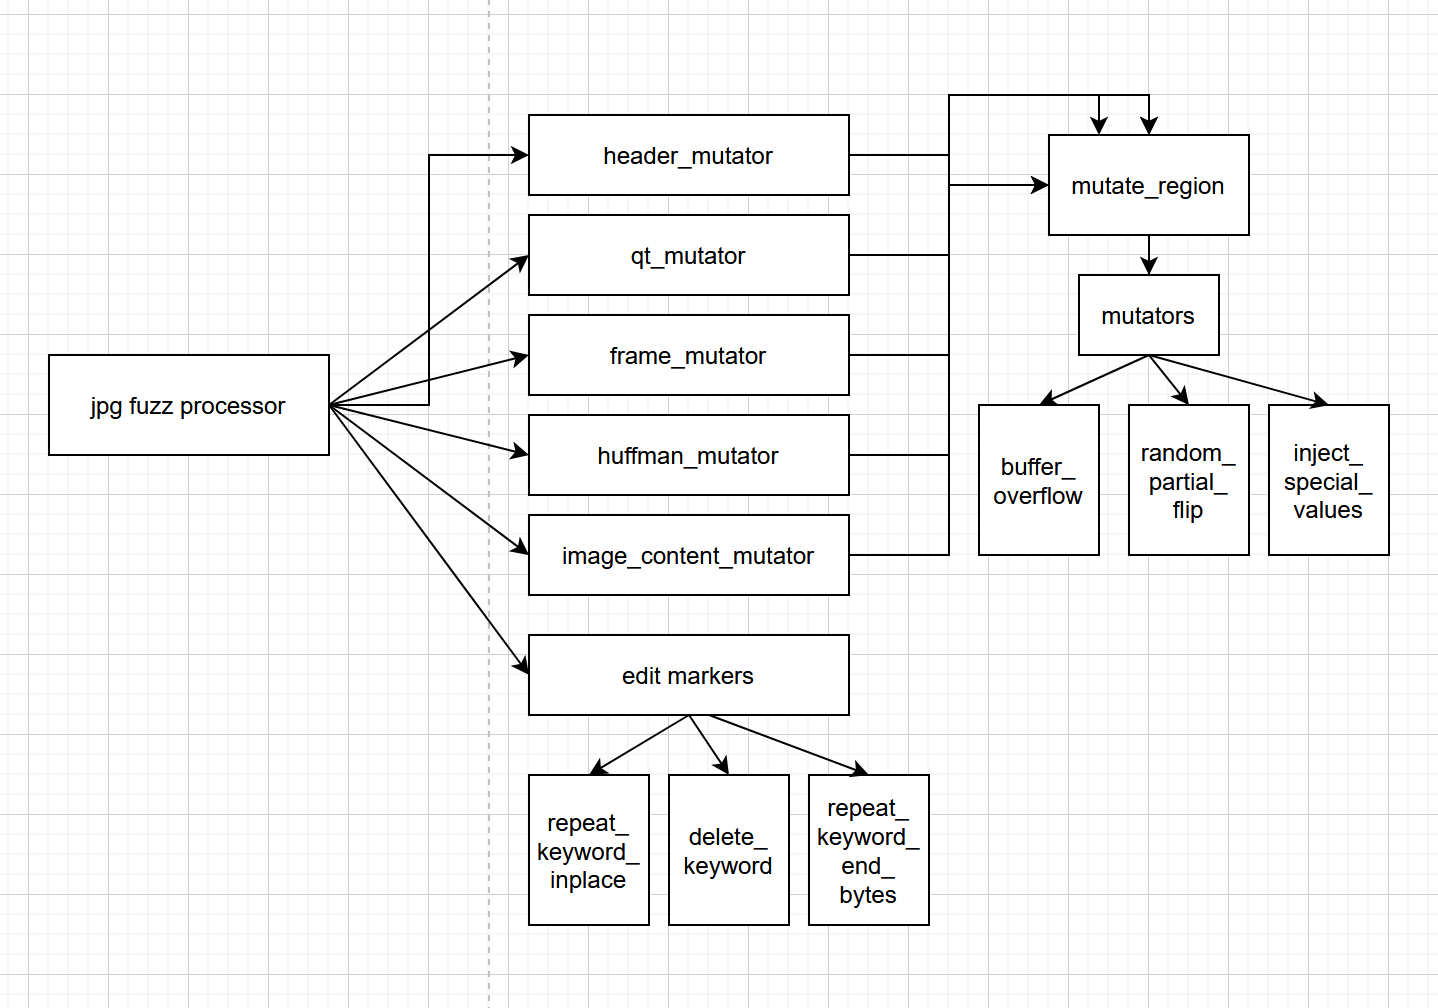 jpg fuzz processor
header_mutator
qt_mutator
frame_mutator
huffman_mutator
image_content_mutator
edit markers
repeat_
keyword_
inplace
delete_
keyword
repeat_
keyword_
end_
bytes
mutate_region
mutators
buffer_
overflow
random_
partial_
flip
inject_
special_
values